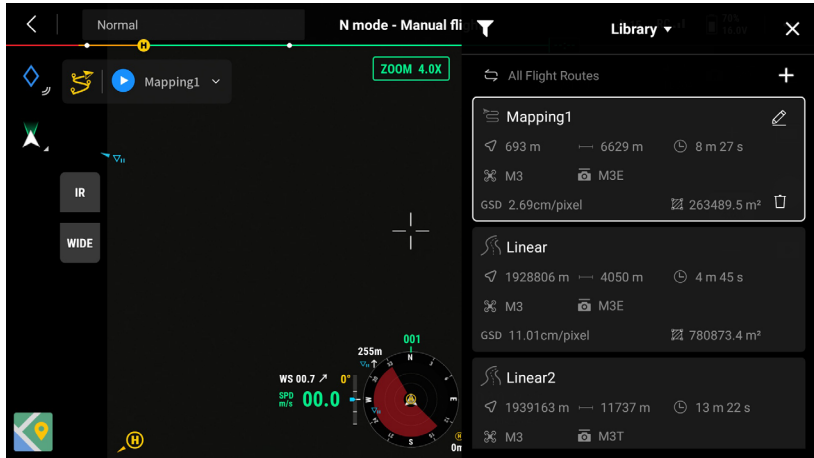 Normal
N mode - Manual fli
Library
ZOOM 4.0X
Mapping1
All Flight Routes
Mapping1
693 m 6629 m 8 m 27 s
M3 M3E
GSD 2.69cm/pixel 263489.5 m²
IR
WIDE
Linear
1928806 m 4050 m 4 m 45 s
M3 M3E
GSD 11.01cm/pixel 780873.4 m²
001
255m
N
WS 00.7 0°
SPD m/s 00.0
W
S
H
0m
Linear2
1939163 m 11737 m 13 m 22 s
M3 M3T